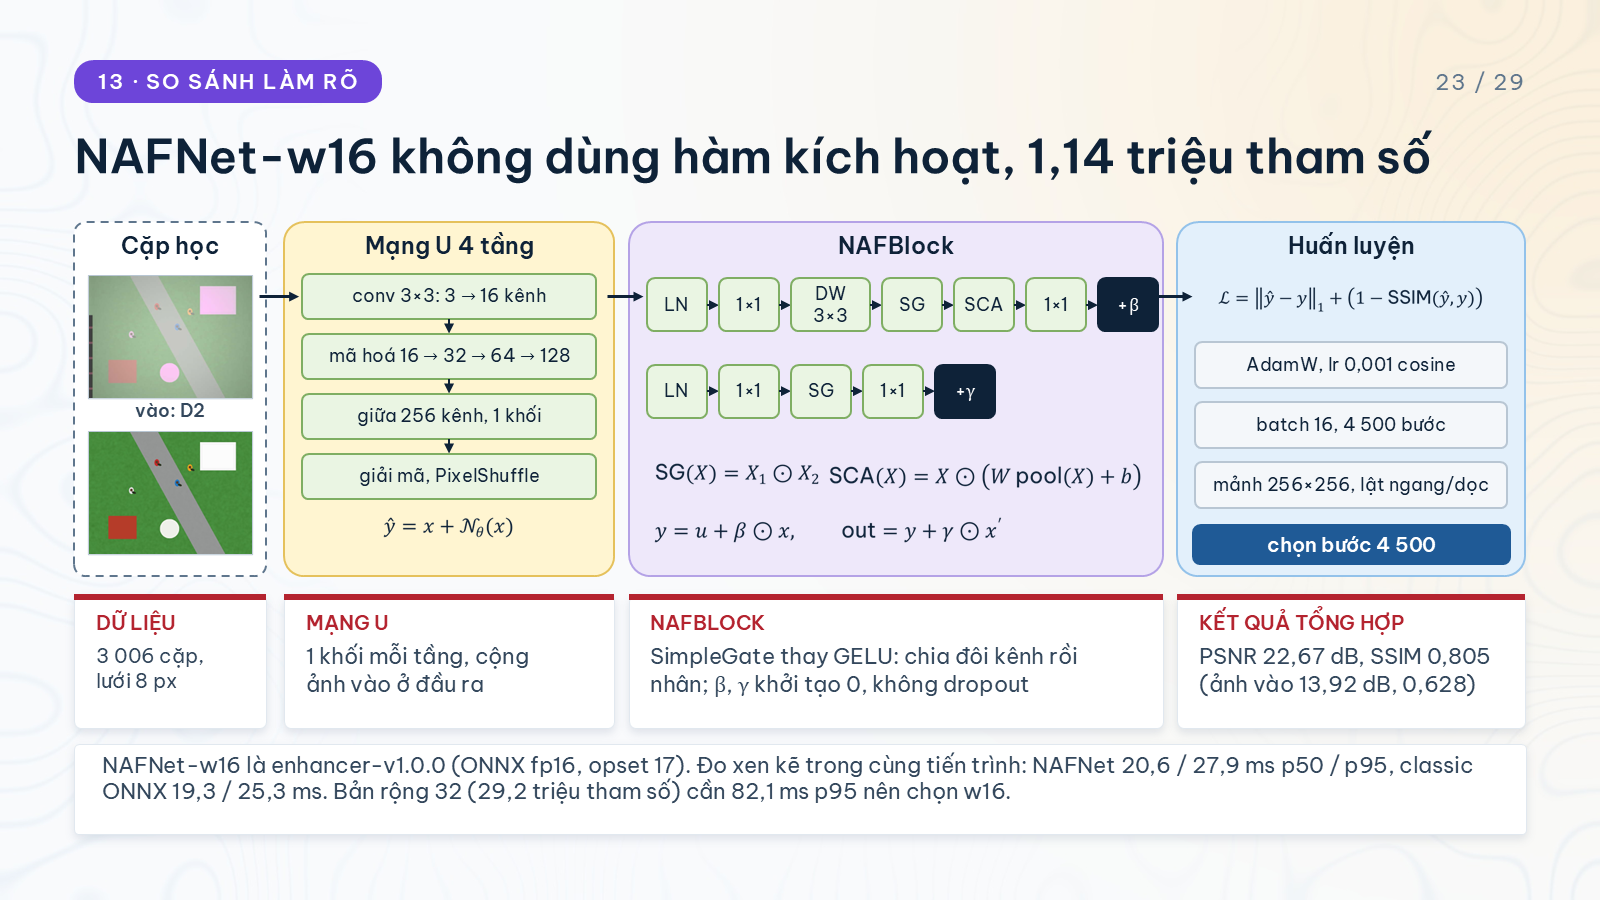 13 · SO SÁNH LÀM RÕ
23 / 29
NAFNet-w16 không dùng hàm kích hoạt, 1,14 triệu tham số
Cặp học
vào: D2
Mạng U 4 tầng
conv 3×3: 3 → 16 kênh
mã hoá 16 → 32 → 64 → 128
giữa 256 kênh, 1 khối
giải mã, PixelShuffle
ŷ = x + 𝒩θ(x)
NAFBlock
LN
1×1
DW
3×3
SG
SCA
1×1
+β
LN
1×1
SG
1×1
+γ
SG(X) = X₁ ⊙ X₂ SCA(X) = X ⊙ (W pool(X) + b)
y = u + β ⊙ x, out = y + γ ⊙ x′
Huấn luyện
ℒ = ‖ŷ − y‖₁ + (1 − SSIM(ŷ, y))
AdamW, lr 0,001 cosine
batch 16, 4 500 bước
mảnh 256×256, lật ngang/dọc
chọn bước 4 500
DỮ LIỆU
3 006 cặp,
lưới 8 px
MẠNG U
1 khối mỗi tầng, cộng
ảnh vào ở đầu ra
NAFBLOCK
SimpleGate thay GELU: chia đôi kênh rồi
nhân; β, γ khởi tạo 0, không dropout
KẾT QUẢ TỔNG HỢP
PSNR 22,67 dB, SSIM 0,805
(ảnh vào 13,92 dB, 0,628)
NAFNet-w16 là enhancer-v1.0.0 (ONNX fp16, opset 17). Đo xen kẽ trong cùng tiến trình: NAFNet 20,6 / 27,9 ms p50 / p95, classic
ONNX 19,3 / 25,3 ms. Bản rộng 32 (29,2 triệu tham số) cần 82,1 ms p95 nên chọn w16.